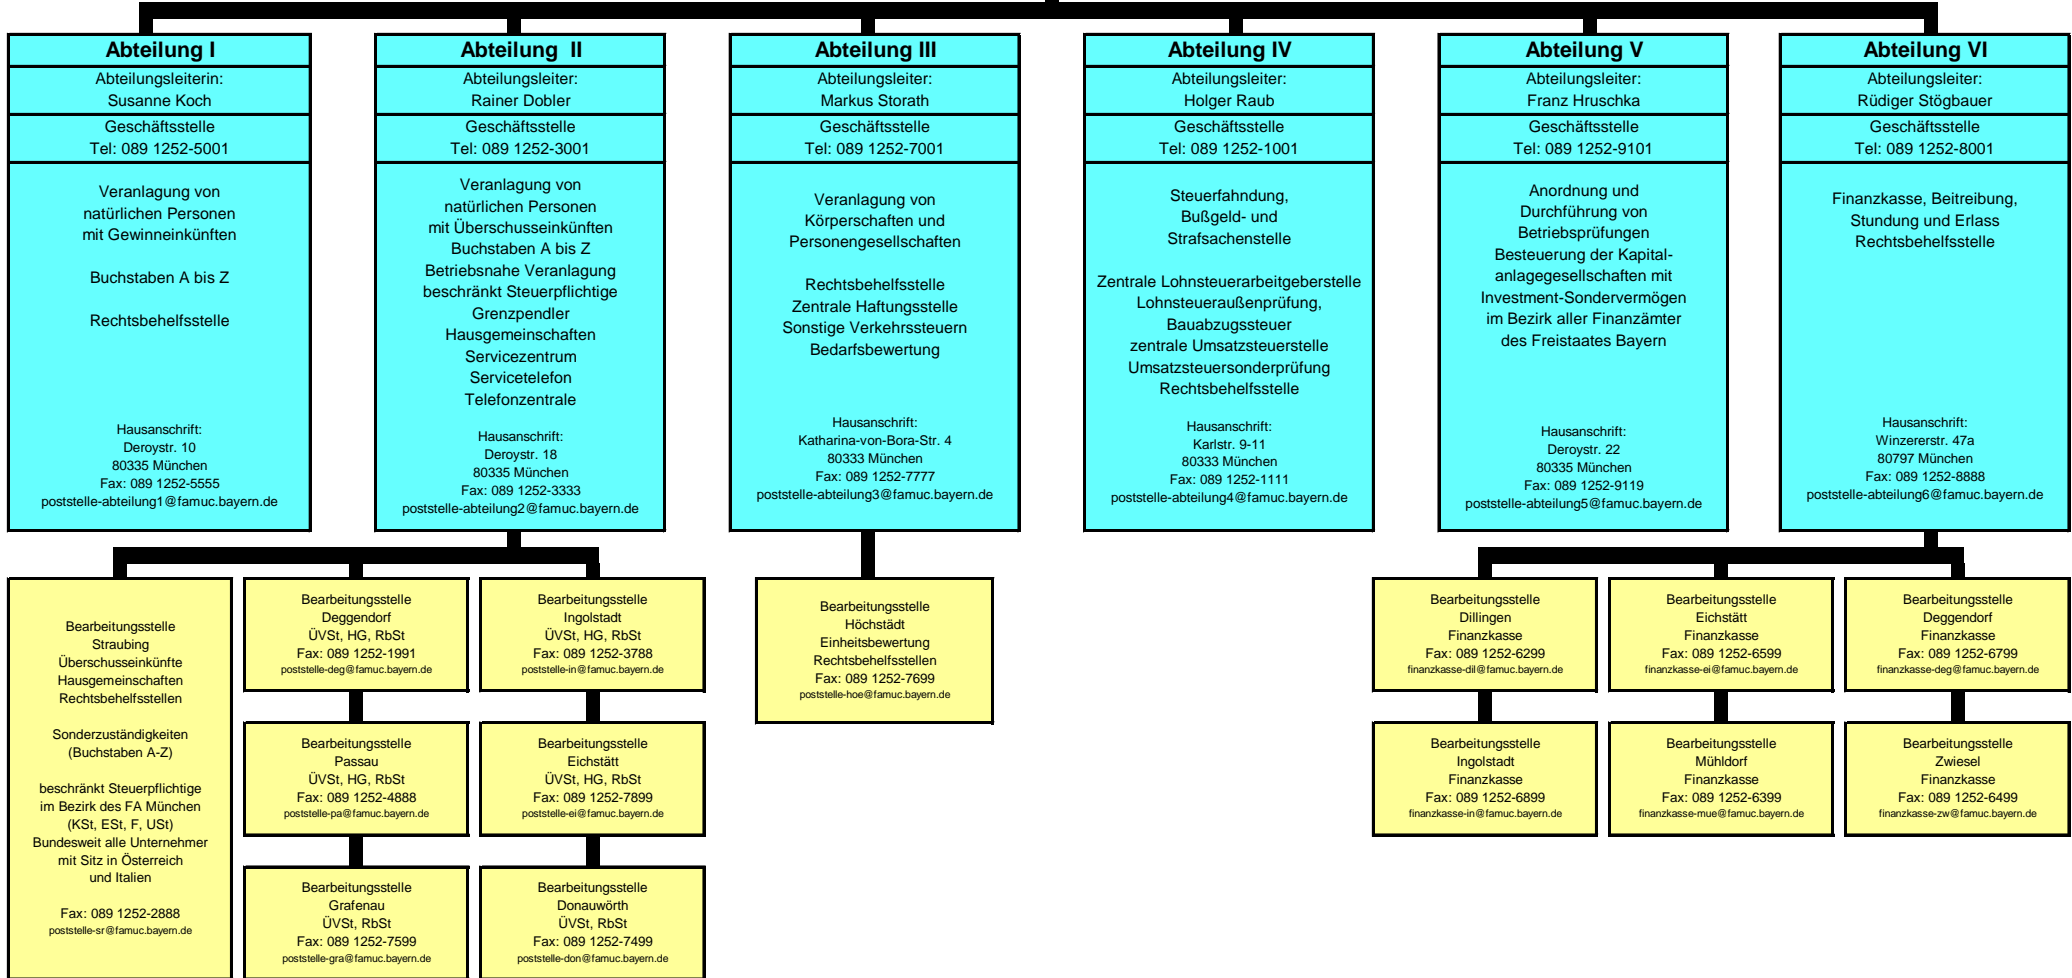 Abteilung I
Abteilungsleiterin:
Susanne Koch
Geschäftsstelle
Tel: 089 1252-5001
Veranlagung von
natürlichen Personen
mit Gewinneinkünften
Buchstaben A bis Z
Rechtsbehelfsstelle
Hausanschrift:
Deroystr. 10
80335 München
Fax: 089 1252-5555
poststelle-abteilung1@famuc.bayern.de
Abteilung  II
Abteilungsleiter:
Rainer Dobler
Geschäftsstelle
Tel: 089 1252-3001
Veranlagung von
natürlichen Personen
mit Überschusseinkünften
Buchstaben A bis Z
Betriebsnahe Veranlagung
beschränkt Steuerpflichtige
Grenzpendler
Hausgemeinschaften
Servicezentrum
Servicetelefon
Telefonzentrale
Hausanschrift:
Deroystr. 18
80335 München
Fax: 089 1252-3333
poststelle-abteilung2@famuc.bayern.de
Abteilung III
Abteilungsleiter:
Markus Storath
Geschäftsstelle
Tel: 089 1252-7001
Veranlagung von
Körperschaften und
Personengesellschaften
Rechtsbehelfsstelle
Zentrale Haftungsstelle
Sonstige Verkehrssteuern
Bedarfsbewertung
Hausanschrift:
Katharina-von-Bora-Str. 4
80333 München
Fax: 089 1252-7777
poststelle-abteilung3@famuc.bayern.de
Abteilung IV
Abteilungsleiter:
Holger Raub
Geschäftsstelle
Tel: 089 1252-1001
Steuerfahndung,
Bußgeld- und
Strafsachenstelle
Zentrale Lohnsteuerarbeitgeberstelle
Lohnsteueraußenprüfung,
Bauabzugssteuer
zentrale Umsatzsteuerstelle
Umsatzsteuersonderprüfung
Rechtsbehelfsstelle
Hausanschrift:
Karlstr. 9-11
80333 München
Fax: 089 1252-1111
poststelle-abteilung4@famuc.bayern.de
Abteilung V
Abteilungsleiter:
Franz Hruschka
Geschäftsstelle
Tel: 089 1252-9101
Anordnung und
Durchführung von
Betriebsprüfungen
Besteuerung der Kapital-
anlagegesellschaften mit
Investment-Sondervermögen
im Bezirk aller Finanzämter
des Freistaates Bayern
Hausanschrift:
Deroystr. 22
80335 München
Fax: 089 1252-9119
poststelle-abteilung5@famuc.bayern.de
Abteilung VI
Abteilungsleiter:
Rüdiger Stögbauer
Geschäftsstelle
Tel: 089 1252-8001
Finanzkasse, Beitreibung,
Stundung und Erlass
Rechtsbehelfsstelle
Hausanschrift:
Winzererstr. 47a
80797 München
Fax: 089 1252-8888
poststelle-abteilung6@famuc.bayern.de
Bearbeitungsstelle
Straubing
Überschusseinkünfte
Hausgemeinschaften
Rechtsbehelfsstellen
Sonderzuständigkeiten
(Buchstaben A-Z)
beschränkt Steuerpflichtige
im Bezirk des FA München
(KSt, ESt, F, USt)
Bundesweit alle Unternehmer
mit Sitz in Österreich
und Italien
Fax: 089 1252-2888
poststelle-sr@famuc.bayern.de
Bearbeitungsstelle
Deggendorf
ÜVSt, HG, RbSt
Fax: 089 1252-1991
poststelle-deg@famuc.bayern.de
Bearbeitungsstelle
Passau
ÜVSt, HG, RbSt
Fax: 089 1252-4888
poststelle-pa@famuc.bayern.de
Bearbeitungsstelle
Grafenau
ÜVSt, RbSt
Fax: 089 1252-7599
poststelle-gra@famuc.bayern.de
Bearbeitungsstelle
Ingolstadt
ÜVSt, HG, RbSt
Fax: 089 1252-3788
poststelle-in@famuc.bayern.de
Bearbeitungsstelle
Eichstätt
ÜVSt, HG, RbSt
Fax: 089 1252-7899
poststelle-ei@famuc.bayern.de
Bearbeitungsstelle
Donauwörth
ÜVSt, RbSt
Fax: 089 1252-7499
poststelle-don@famuc.bayern.de
Bearbeitungsstelle
Höchstädt
Einheitsbewertung
Rechtsbehelfsstellen
Fax: 089 1252-7699
poststelle-hoe@famuc.bayern.de
Bearbeitungsstelle
Dillingen
Finanzkasse
Fax: 089 1252-6299
finanzkasse-dil@famuc.bayern.de
Bearbeitungsstelle
Ingolstadt
Finanzkasse
Fax: 089 1252-6899
finanzkasse-in@famuc.bayern.de
Bearbeitungsstelle
Eichstätt
Finanzkasse
Fax: 089 1252-6599
finanzkasse-ei@famuc.bayern.de
Bearbeitungsstelle
Mühldorf
Finanzkasse
Fax: 089 1252-6399
finanzkasse-mue@famuc.bayern.de
Bearbeitungsstelle
Deggendorf
Finanzkasse
Fax: 089 1252-6799
finanzkasse-deg@famuc.bayern.de
Bearbeitungsstelle
Zwiesel
Finanzkasse
Fax: 089 1252-6499
finanzkasse-zw@famuc.bayern.de